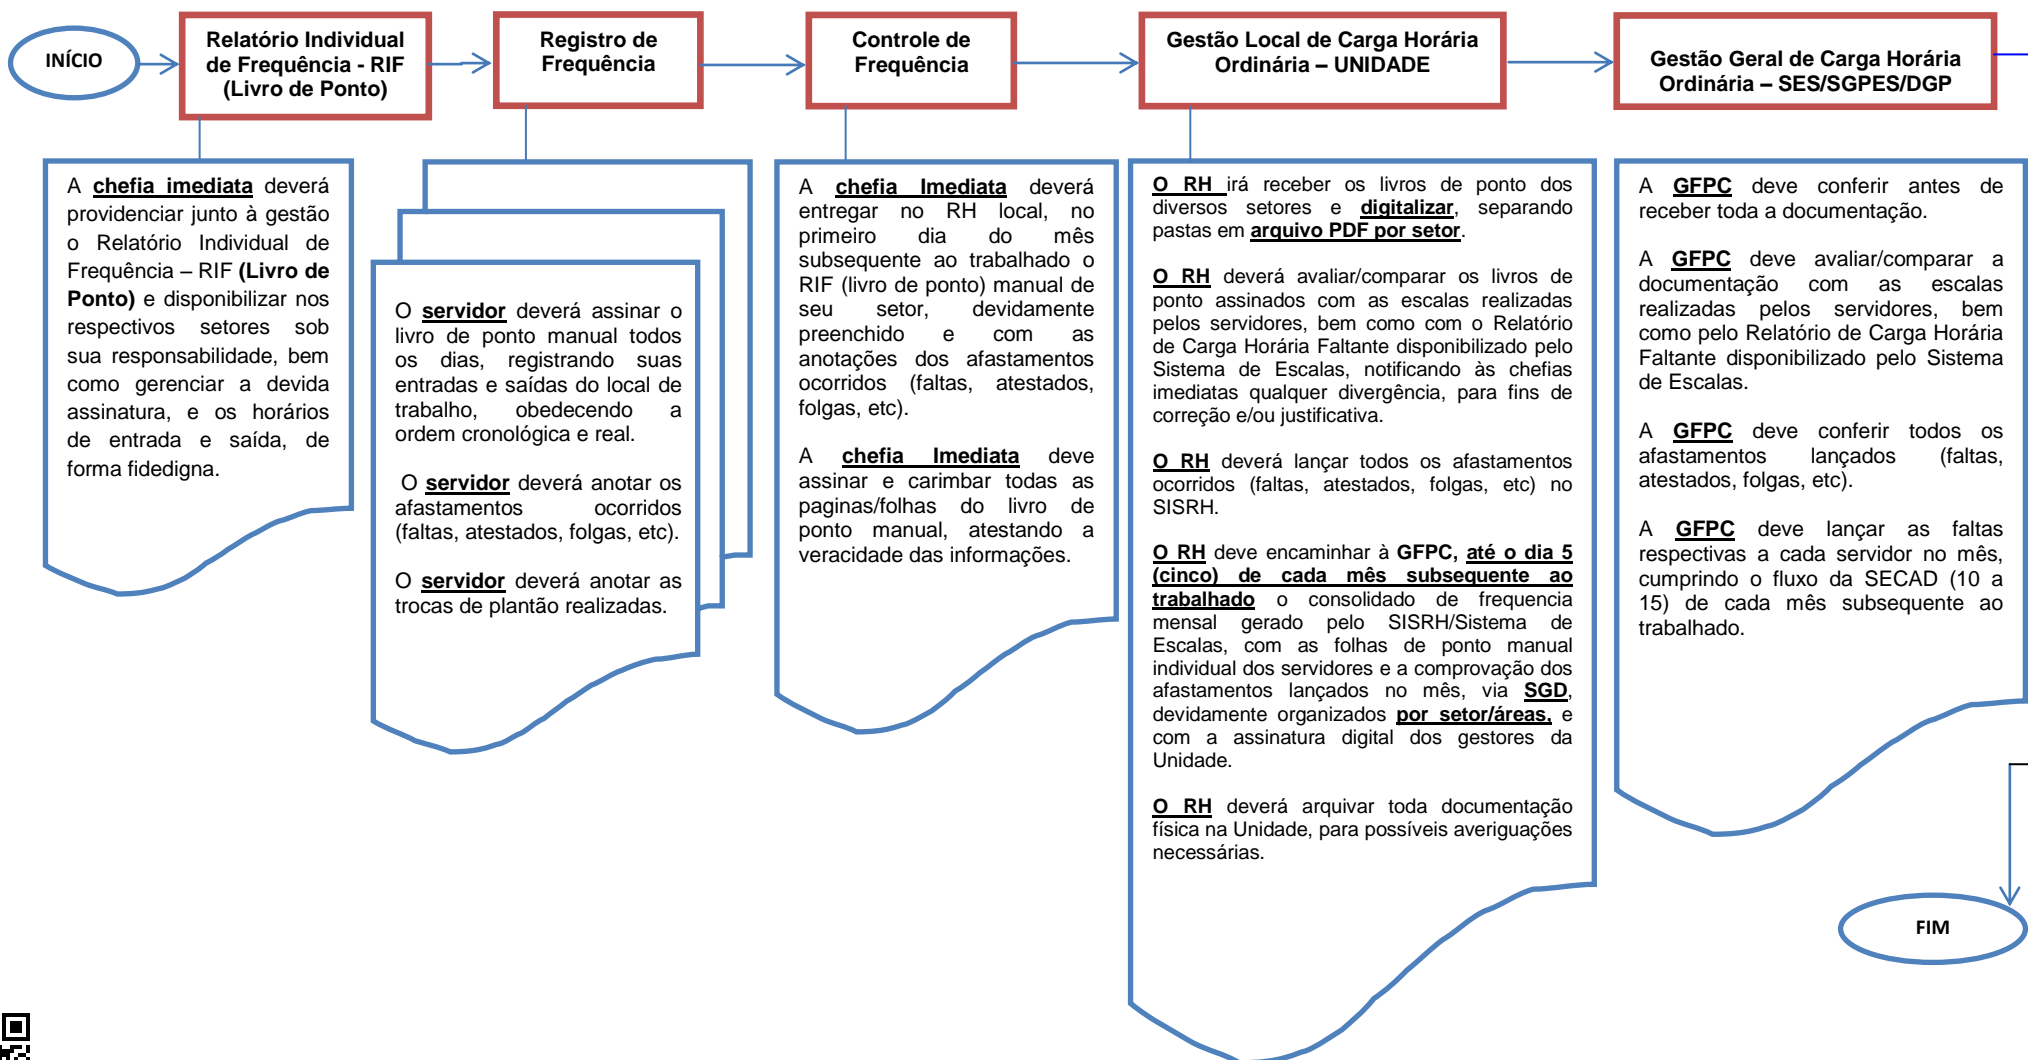 INÍCIO
Relatório Individual
de Frequência - RIF
(Livro de Ponto)
Registro de
Frequência
Controle de
Frequência
Gestão Local de Carga Horária
Ordinária – UNIDADE
Gestão Geral de Carga Horária
Ordinária – SES/SGPES/DGP
A chefia imediata deverá
providenciar junto à gestão
o Relatório Individual de
Frequência – RIF (Livro de
Ponto) e disponibilizar nos
respectivos setores sob
sua responsabilidade, bem
como gerenciar a devida
assinatura, e os horários
de entrada e saída, de
forma fidedigna.
O servidor deverá assinar o
livro de ponto manual todos
os dias, registrando suas
entradas e saídas do local de
trabalho, obedecendo a
ordem cronológica e real.
O servidor deverá anotar os
afastamentos ocorridos
(faltas, atestados, folgas, etc).
O servidor deverá anotar as
trocas de plantão realizadas.
A chefia Imediata deverá
entregar no RH local, no
primeiro dia do mês
subsequente ao trabalhado o
RIF (livro de ponto) manual de
seu setor, devidamente
preenchido e com as
anotações dos afastamentos
ocorridos (faltas, atestados,
folgas, etc).
A chefia Imediata deve
assinar e carimbar todas as
paginas/folhas do livro de
ponto manual, atestando a
veracidade das informações.
O RH irá receber os livros de ponto dos
diversos setores e digitalizar, separando
pastas em arquivo PDF por setor.
O RH deverá avaliar/comparar os livros de
ponto assinados com as escalas realizadas
pelos servidores, bem como com o Relatório
de Carga Horária Faltante disponibilizado pelo
Sistema de Escalas, notificando às chefias
imediatas qualquer divergência, para fins de
correção e/ou justificativa.
O RH deverá lançar todos os afastamentos
ocorridos (faltas, atestados, folgas, etc) no
SISRH.
O RH deve encaminhar à GFPC, até o dia 5
(cinco) de cada mês subsequente ao
trabalhado o consolidado de frequencia
mensal gerado pelo SISRH/Sistema de
Escalas, com as folhas de ponto manual
individual dos servidores e a comprovação dos
afastamentos lançados no mês, via SGD,
devidamente organizados por setor/áreas, e
com a assinatura digital dos gestores da
Unidade.
O RH deverá arquivar toda documentação
física na Unidade, para possíveis averiguações
necessárias.
A GFPC deve conferir antes de
receber toda a documentação.
A GFPC deve avaliar/comparar a
documentação com as escalas
realizadas pelos servidores, bem
como pelo Relatório de Carga Horária
Faltante disponibilizado pelo Sistema
de Escalas.
A GFPC deve conferir todos os
afastamentos lançados (faltas,
atestados, folgas, etc).
A GFPC deve lançar as faltas
respectivas a cada servidor no mês,
cumprindo o fluxo da SECAD (10 a
15) de cada mês subsequente ao
trabalhado.
FIM